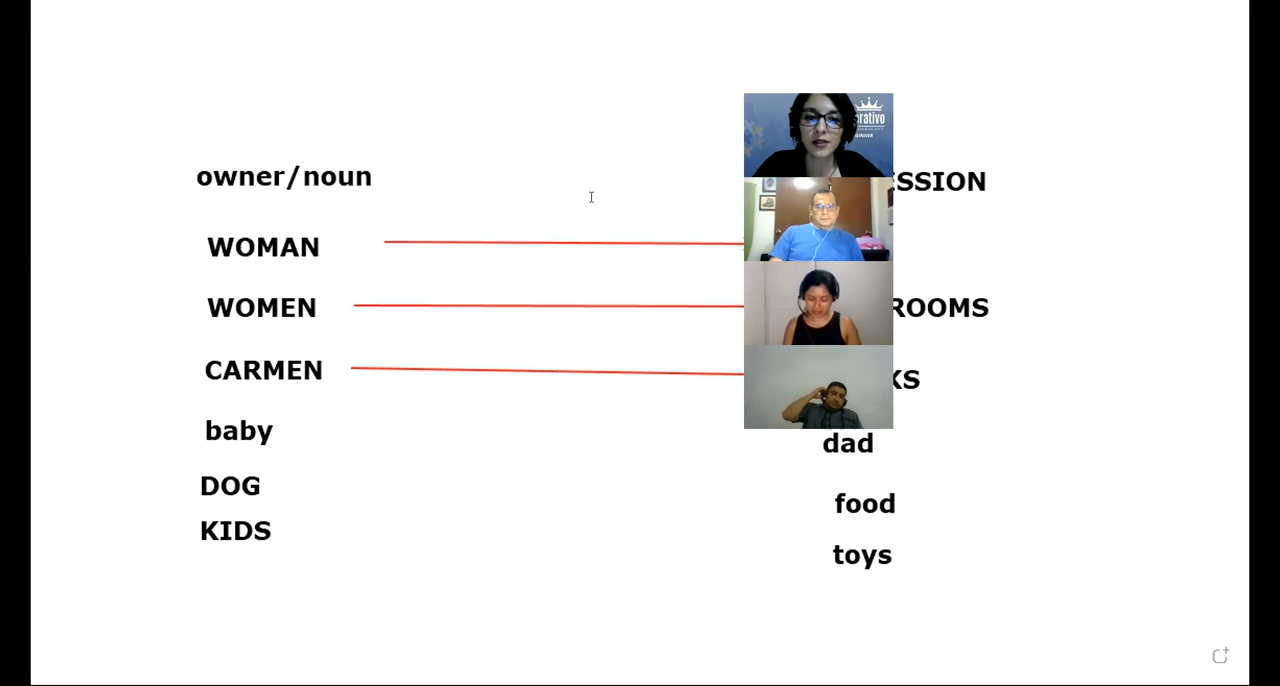 owner/noun
WOMAN
WOMEN
CARMEN
baby
DOG
KIDS
dad
food
toys